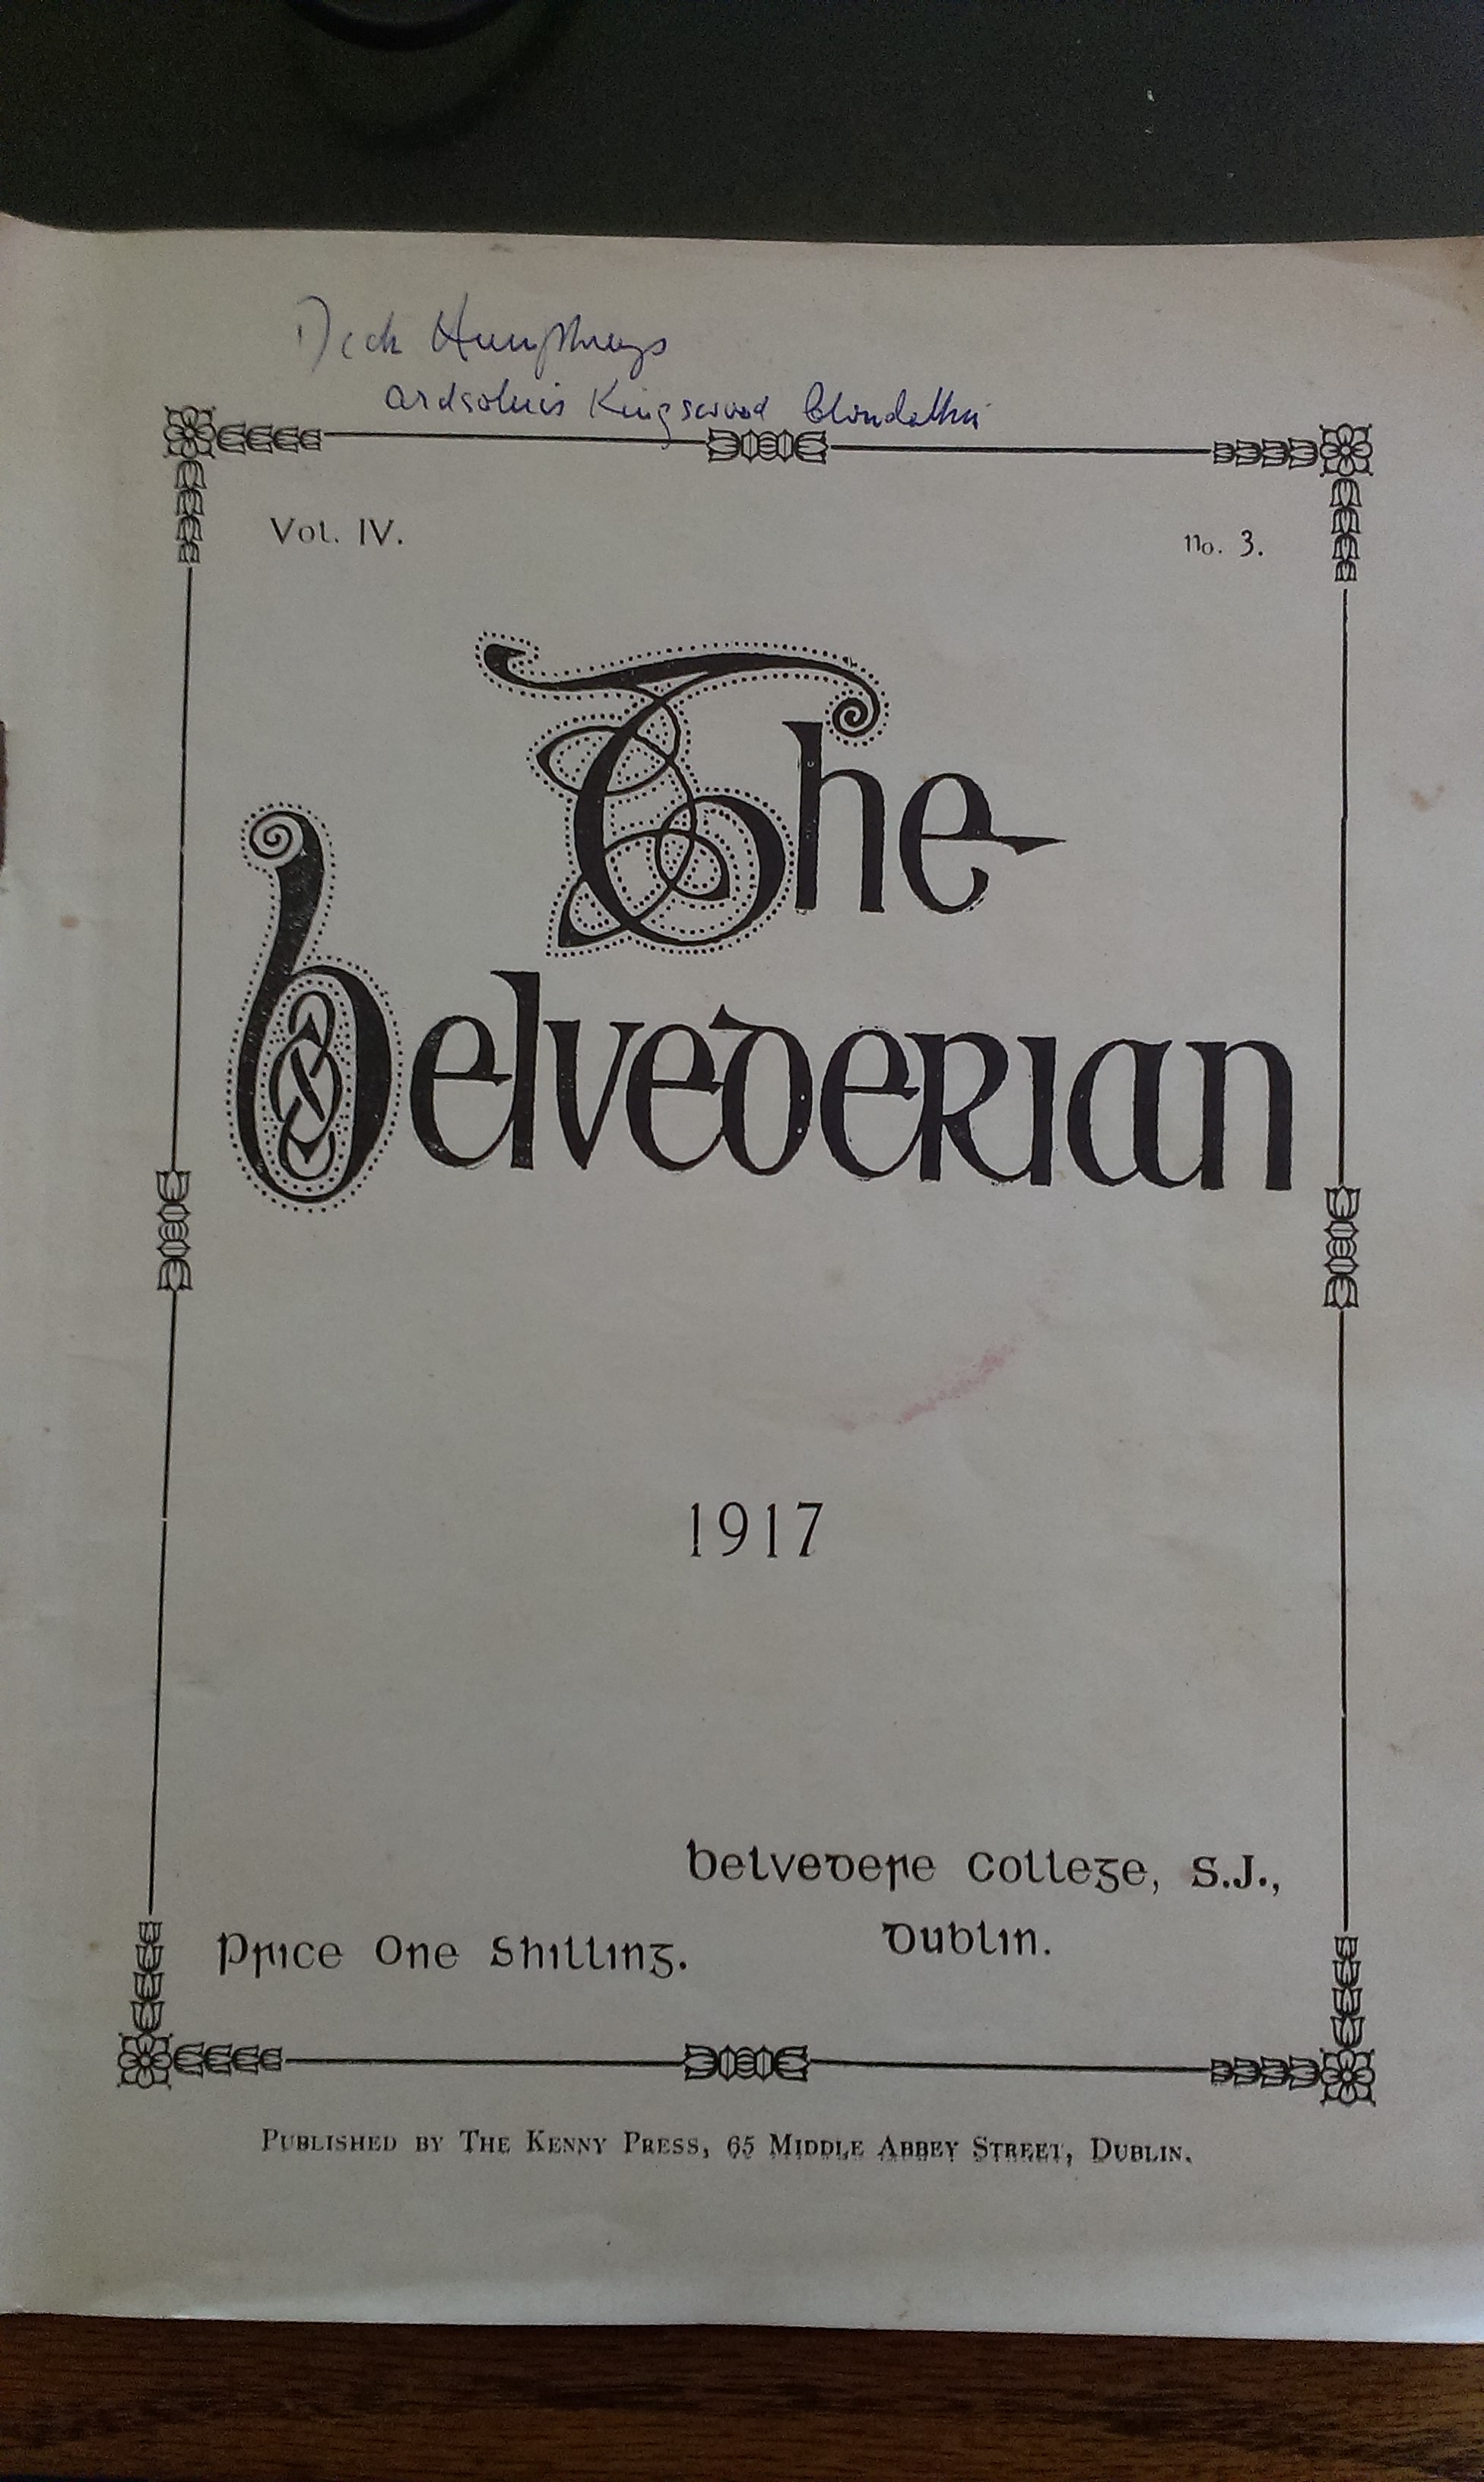 Dick Humphreys
Ardsolus Kingswood Clondalkin
Vol. IV.
No. 3.
The
Belvederian
1917
Belvedere College, S.J.,
Dublin.
Price One Shilling.
PUBLISHED BY THE KENNY PRESS, 65 MIDDLE ABBEY STREET, DUBLIN.